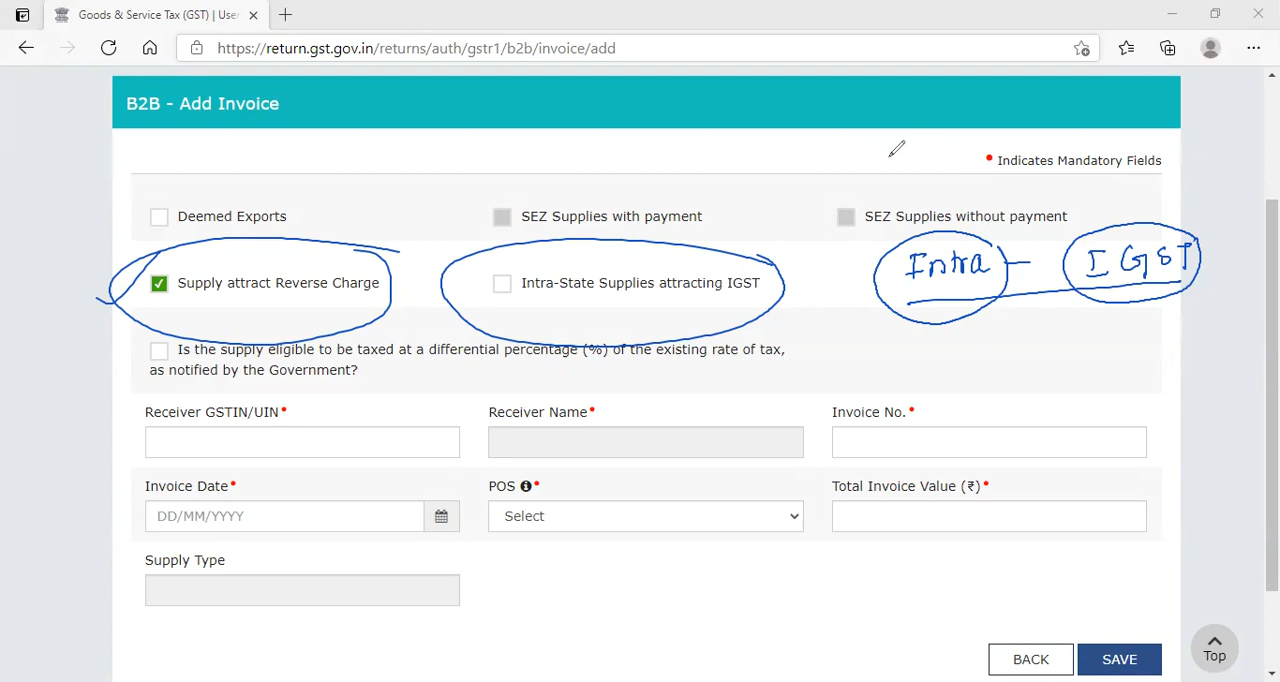 Goods & Service Tax (GST) | User
https://return.gst.gov.in/returns/auth/gstr1/b2b/invoice/add
B2B - Add Invoice
• Indicates Mandatory Fields
Deemed Exports SEZ Supplies with payment SEZ Supplies without payment
Supply attract Reverse Charge Intra-State Supplies attracting IGST Intra - IGST
Is the supply eligible to be taxed at a differential percentage (%) of the existing rate of tax,
as notified by the Government?
Receiver GSTIN/UIN• Receiver Name• Invoice No.•
Invoice Date• POS • Total Invoice Value (₹)•
DD/MM/YYYY Select
Supply Type
BACK SAVE
Top